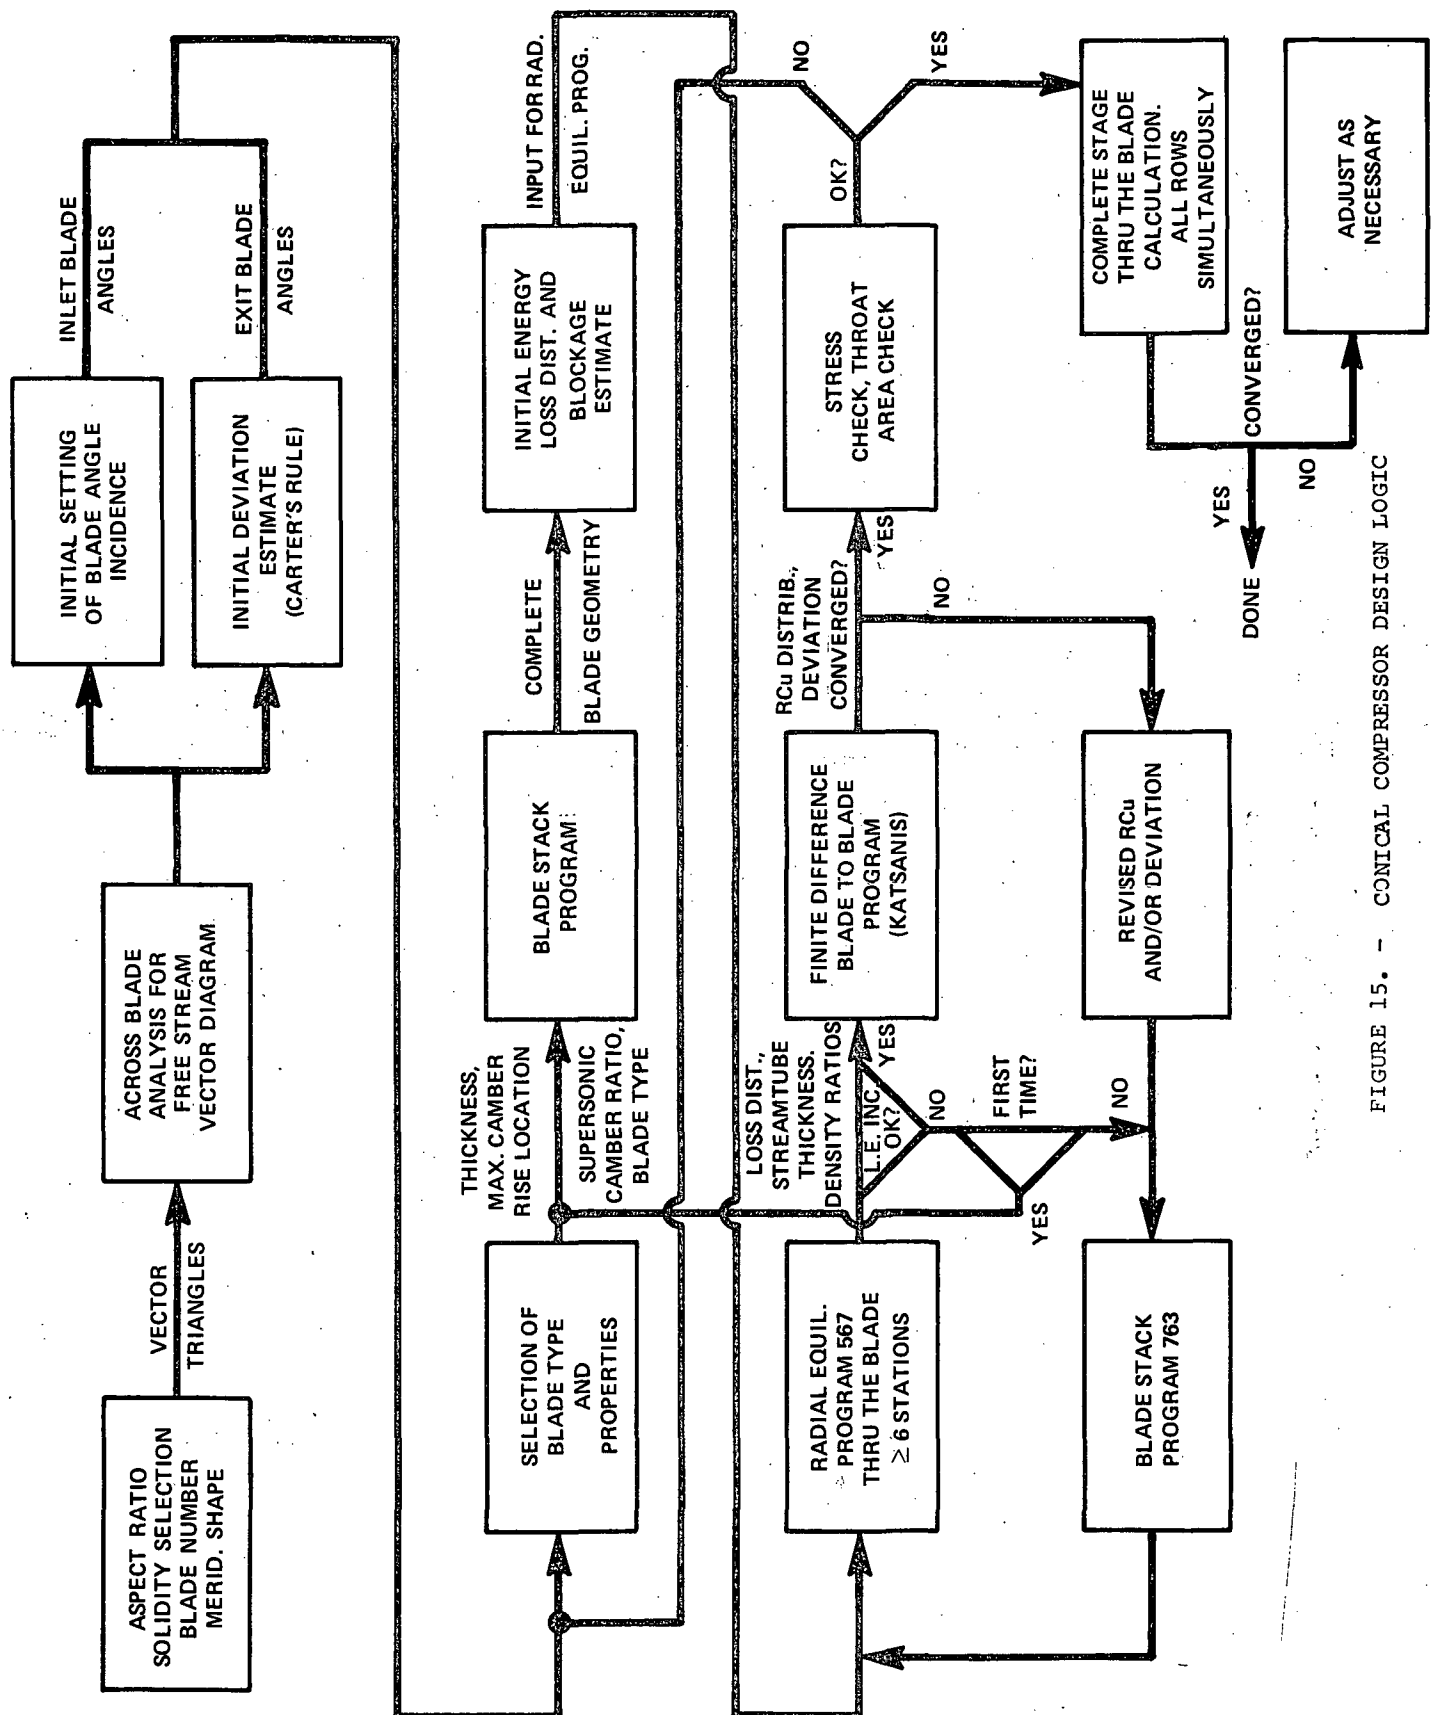 ASPECT RATIO
SOLIDITY SELECTION
BLADE NUMBER
MERID. SHAPE
VECTOR
TRIANGLES
ACROSS BLADE
ANALYSIS FOR
FREE STREAM
VECTOR DIAGRAM
INITIAL SETTING
OF BLADE ANGLE
INCIDENCE
INITIAL DEVIATION
ESTIMATE
(CARTER'S RULE)
INLET BLADE
ANGLES
EXIT BLADE
ANGLES
SELECTION OF
BLADE TYPE
AND
PROPERTIES
THICKNESS,
MAX. CAMBER
RISE LOCATION
SUPERSONIC
CAMBER RATIO,
BLADE TYPE
BLADE STACK
PROGRAM
COMPLETE
BLADE GEOMETRY
INITIAL ENERGY
LOSS DIST. AND
BLOCKAGE
ESTIMATE
INPUT FOR RAD.
EQUIL. PROG.
RADIAL EQUIL.
PROGRAM 567
THRU THE BLADE
≥ 6 STATIONS
LOSS DIST.,
STREAMTUBE
THICKNESS.
DENSITY RATIOS
L.E. INC.
OK?
YES
NO
FIRST
TIME?
YES
NO
FINITE DIFFERENCE
BLADE TO BLADE
PROGRAM
(KATSANIS)
RCu DISTRIB.,
DEVIATION
CONVERGED?
YES
NO
STRESS
CHECK, THROAT
AREA CHECK
OK?
NO
YES
BLADE STACK
PROGRAM 763
REVISED RCu
AND/OR DEVIATION
COMPLETE STAGE
THRU THE BLADE
CALCULATION.
ALL ROWS
SIMULTANEOUSLY
CONVERGED?
YES
DONE
NO
ADJUST AS
NECESSARY
FIGURE 15. - CONICAL COMPRESSOR DESIGN LOGIC